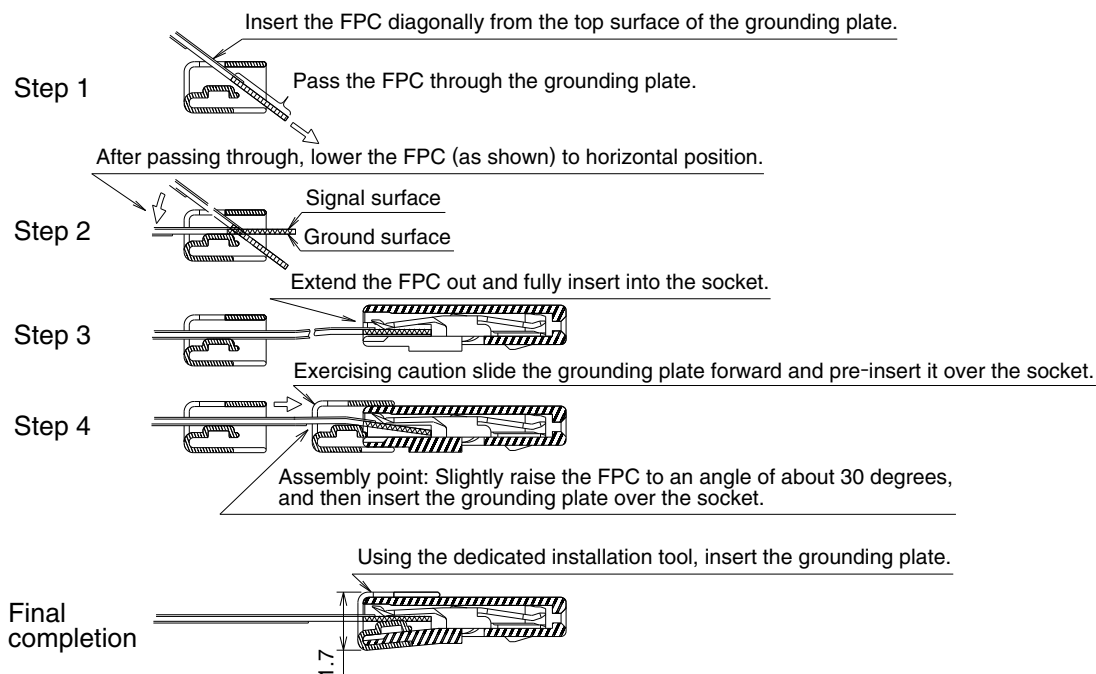 Insert the FPC diagonally from the top surface of the grounding plate.
Step 1
Pass the FPC through the grounding plate.
After passing through, lower the FPC (as shown) to horizontal position.
Step 2
Signal surface
Ground surface
Extend the FPC out and fully insert into the socket.
Step 3
Exercising caution slide the grounding plate forward and pre-insert it over the socket.
Step 4
Assembly point: Slightly raise the FPC to an angle of about 30 degrees,
and then insert the grounding plate over the socket.
Using the dedicated installation tool, insert the grounding plate.
Final
completion
1.7